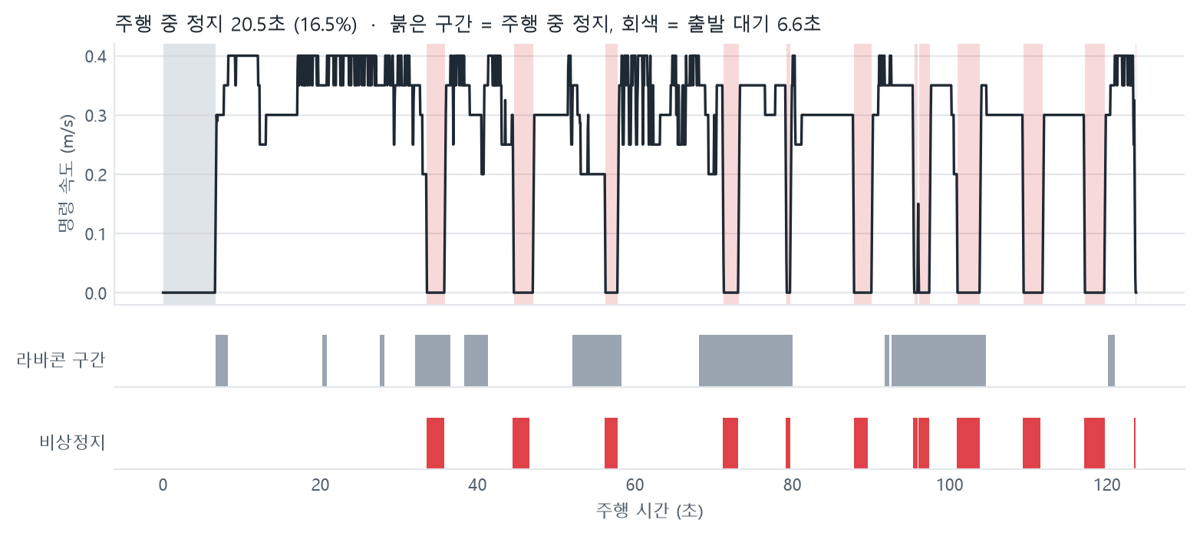 주행 중 정지 20.5초 (16.5%) · 붉은 구간 = 주행 중 정지, 회색 = 출발 대기 6.6초
명령 속도 (m/s)
0.4
0.3
0.2
0.1
0.0
라바콘 구간
비상정지
0 20 40 60 80 100 120
주행 시간 (초)